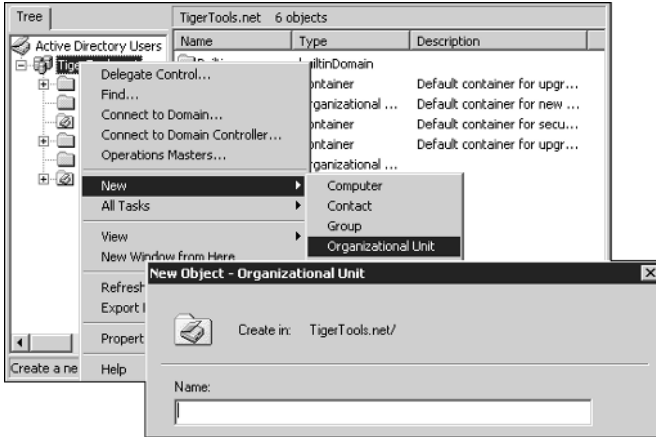 Tree
TigerTools.net 6 objects
Active Directory Users
Name Type Description
builtinDomain
ontainer Default container for upgr...
rganizational ... Default container for new ...
ontainer Default container for secu...
ontainer Default container for upgr...
rganizational ...
Delegate Control...
Find...
Connect to Domain...
Connect to Domain Controller...
Operations Masters...
New
All Tasks
View
New Window from Here
Refresh
Export
Propert
Help
Computer
Contact
Group
Organizational Unit
Create a ne
New Object - Organizational Unit
Create in: TigerTools.net/
Name: